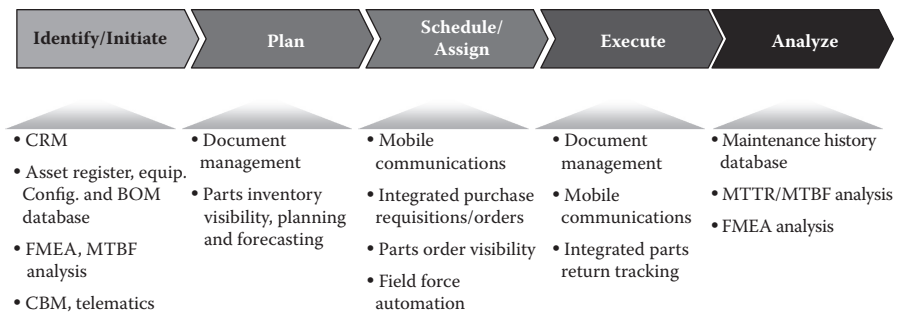 Identify/Initiate
Plan
Schedule/
Assign
Execute
Analyze
• CRM
• Asset register, equip.
Config. and BOM
database
• FMEA, MTBF
analysis
• CBM, telematics
• Document
management
• Parts inventory
visibility, planning
and forecasting
• Mobile
communications
• Integrated purchase
requisitions/orders
• Parts order visibility
• Field force
automation
• Document
management
• Mobile
communications
• Integrated parts
return tracking
• Maintenance history
database
• MTTR/MTBF analysis
• FMEA analysis